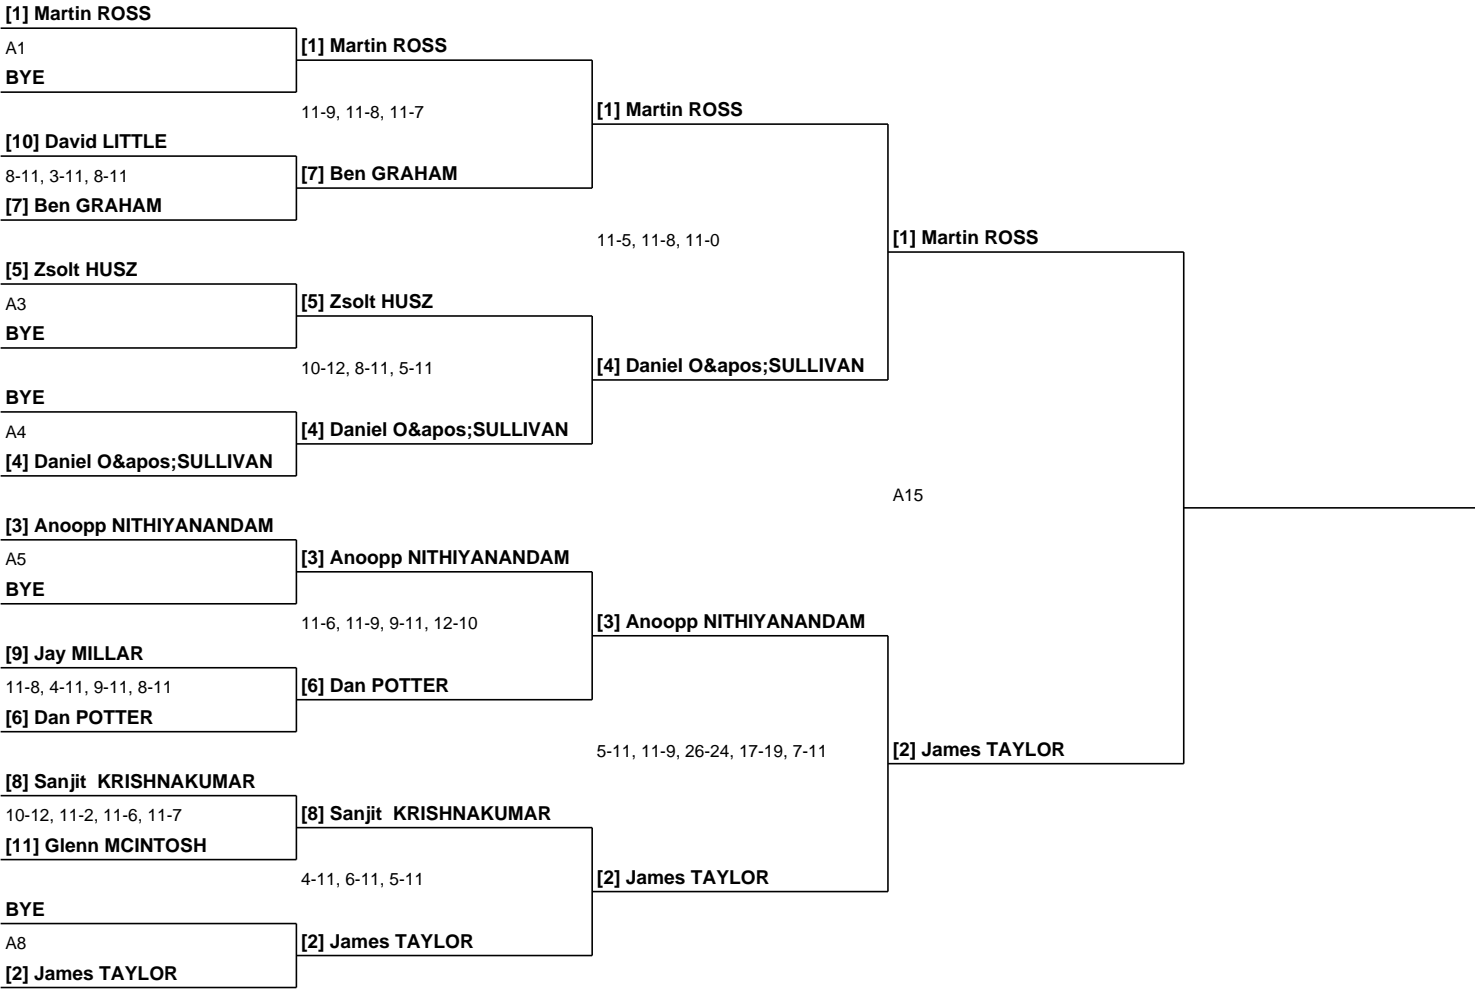 [1] Martin ROSS
A1
BYE
[10] David LITTLE
8-11, 3-11, 8-11
[7] Ben GRAHAM
[5] Zsolt HUSZ
A3
BYE
BYE
A4
[4] Daniel O&apos;SULLIVAN
[3] Anoopp NITHIYANANDAM
A5
BYE
[9] Jay MILLAR
11-8, 4-11, 9-11, 8-11
[6] Dan POTTER
[8] Sanjit  KRISHNAKUMAR
10-12, 11-2, 11-6, 11-7
[11] Glenn MCINTOSH
BYE
A8
[2] James TAYLOR
[1] Martin ROSS
11-9, 11-8, 11-7
[7] Ben GRAHAM
[5] Zsolt HUSZ
10-12, 8-11, 5-11
[4] Daniel O&apos;SULLIVAN
[3] Anoopp NITHIYANANDAM
11-6, 11-9, 9-11, 12-10
[6] Dan POTTER
[8] Sanjit  KRISHNAKUMAR
4-11, 6-11, 5-11
[2] James TAYLOR
[1] Martin ROSS
11-5, 11-8, 11-0
[4] Daniel O&apos;SULLIVAN
[3] Anoopp NITHIYANANDAM
5-11, 11-9, 26-24, 17-19, 7-11
[2] James TAYLOR
[1] Martin ROSS
A15
[2] James TAYLOR